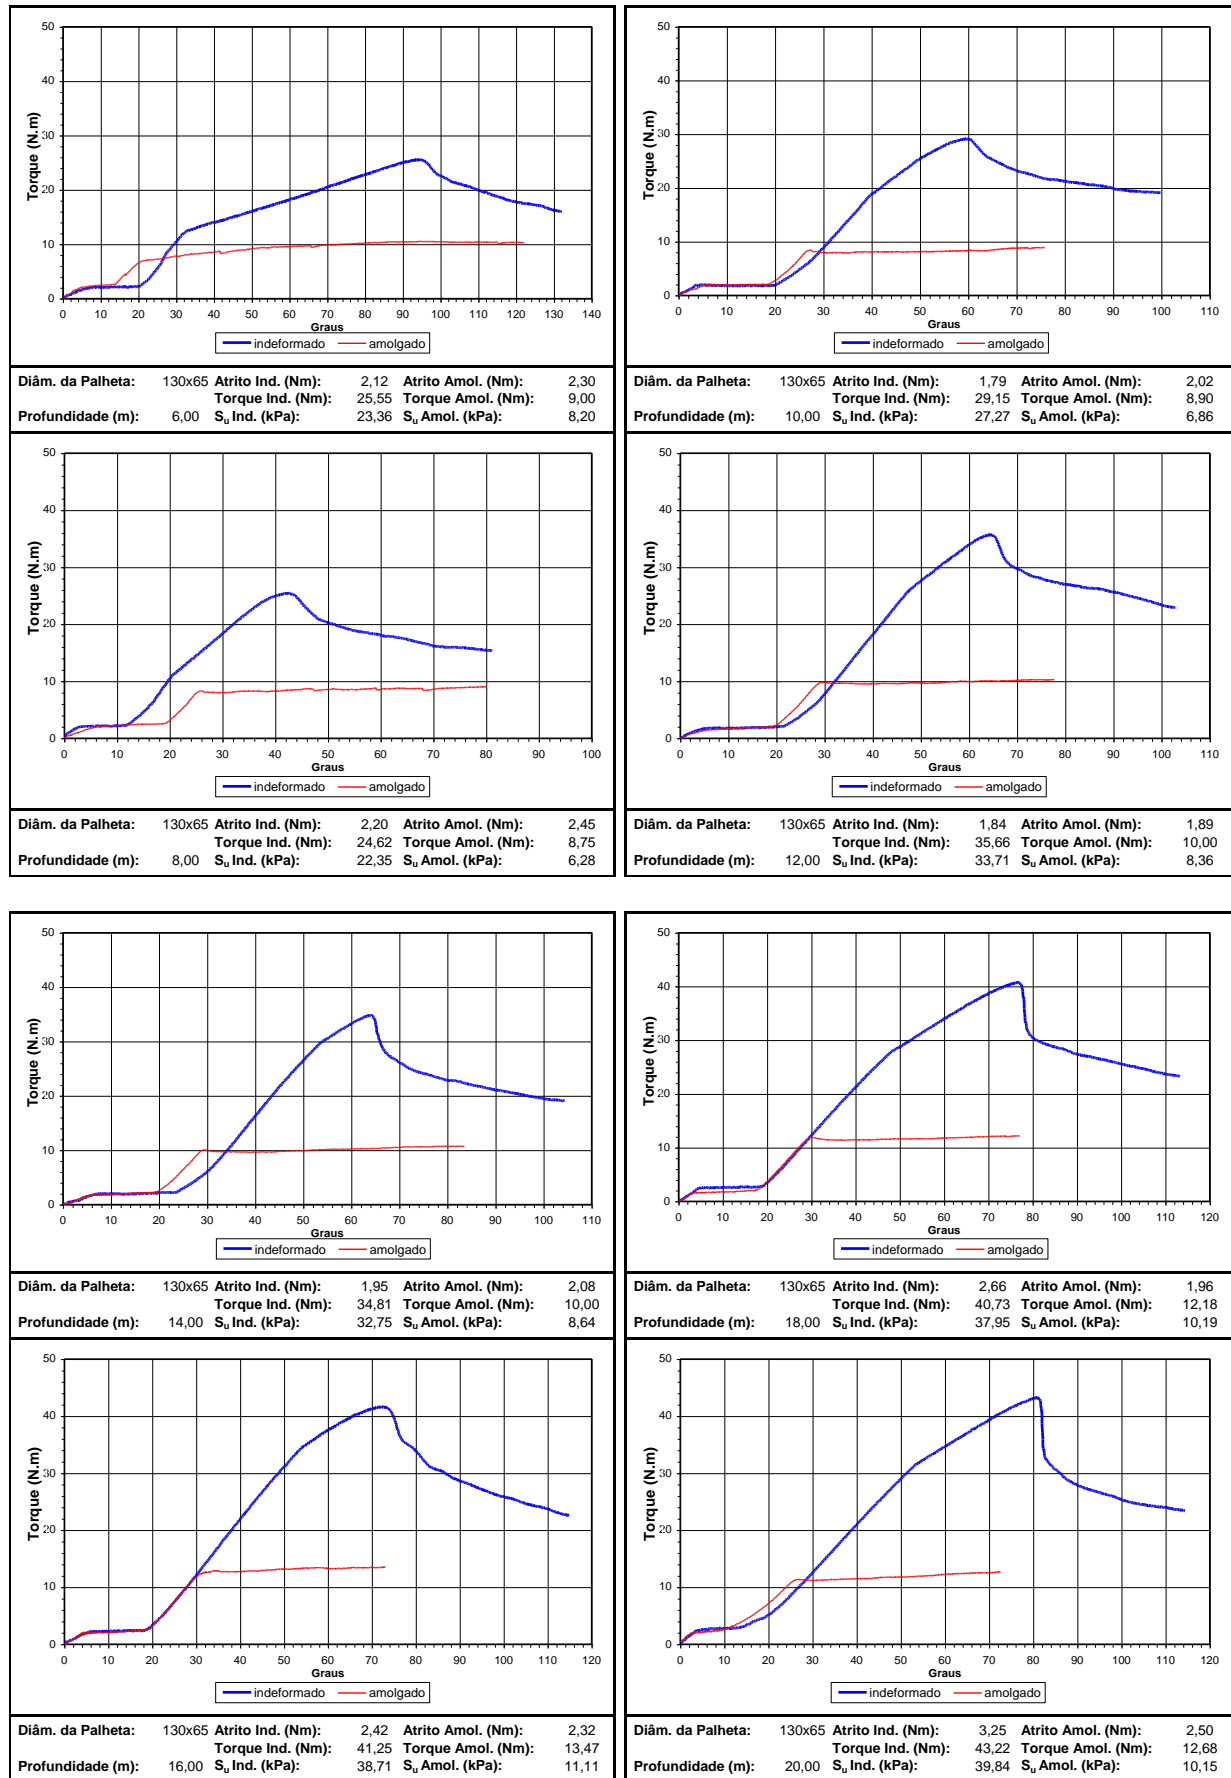 50
40
30
20
10
0
Torque (N.m)
0 10 20 30 40 50 60 70 80 90 100 110 120 130 140
Graus
indeformado amolgado
Diâm. da Palheta: 130x65 Atrito Ind. (Nm): 2,12 Atrito Amol. (Nm): 2,30
Torque Ind. (Nm): 25,55 Torque Amol. (Nm): 9,00
Profundidade (m): 6,00 Su Ind. (kPa): 23,36 Su Amol. (kPa): 8,20
50
40
30
20
10
0
Torque (N.m)
0 10 20 30 40 50 60 70 80 90 100 110
Graus
indeformado amolgado
Diâm. da Palheta: 130x65 Atrito Ind. (Nm): 1,79 Atrito Amol. (Nm): 2,02
Torque Ind. (Nm): 29,15 Torque Amol. (Nm): 8,90
Profundidade (m): 10,00 Su Ind. (kPa): 27,27 Su Amol. (kPa): 6,86
50
40
30
20
10
0
Torque (N.m)
0 10 20 30 40 50 60 70 80 90 100
Graus
indeformado amolgado
Diâm. da Palheta: 130x65 Atrito Ind. (Nm): 2,20 Atrito Amol. (Nm): 2,45
Torque Ind. (Nm): 24,62 Torque Amol. (Nm): 8,75
Profundidade (m): 8,00 Su Ind. (kPa): 22,35 Su Amol. (kPa): 6,28
50
40
30
20
10
0
Torque (N.m)
0 10 20 30 40 50 60 70 80 90 100 110
Graus
indeformado amolgado
Diâm. da Palheta: 130x65 Atrito Ind. (Nm): 1,84 Atrito Amol. (Nm): 1,89
Torque Ind. (Nm): 35,66 Torque Amol. (Nm): 10,00
Profundidade (m): 12,00 Su Ind. (kPa): 33,71 Su Amol. (kPa): 8,36
50
40
30
20
10
0
Torque (N.m)
0 10 20 30 40 50 60 70 80 90 100 110
Graus
indeformado amolgado
Diâm. da Palheta: 130x65 Atrito Ind. (Nm): 1,95 Atrito Amol. (Nm): 2,08
Torque Ind. (Nm): 34,81 Torque Amol. (Nm): 10,00
Profundidade (m): 14,00 Su Ind. (kPa): 32,75 Su Amol. (kPa): 8,64
50
40
30
20
10
0
Torque (N.m)
0 10 20 30 40 50 60 70 80 90 100 110 120
Graus
indeformado amolgado
Diâm. da Palheta: 130x65 Atrito Ind. (Nm): 2,66 Atrito Amol. (Nm): 1,96
Torque Ind. (Nm): 40,73 Torque Amol. (Nm): 12,18
Profundidade (m): 18,00 Su Ind. (kPa): 37,95 Su Amol. (kPa): 10,19
50
40
30
20
10
0
Torque (N.m)
0 10 20 30 40 50 60 70 80 90 100 110 120
Graus
indeformado amolgado
Diâm. da Palheta: 130x65 Atrito Ind. (Nm): 2,42 Atrito Amol. (Nm): 2,32
Torque Ind. (Nm): 41,25 Torque Amol. (Nm): 13,47
Profundidade (m): 16,00 Su Ind. (kPa): 38,71 Su Amol. (kPa): 11,11
50
40
30
20
10
0
Torque (N.m)
0 10 20 30 40 50 60 70 80 90 100 110 120
Graus
indeformado amolgado
Diâm. da Palheta: 130x65 Atrito Ind. (Nm): 3,25 Atrito Amol. (Nm): 2,50
Torque Ind. (Nm): 43,22 Torque Amol. (Nm): 12,68
Profundidade (m): 20,00 Su Ind. (kPa): 39,84 Su Amol. (kPa): 10,15